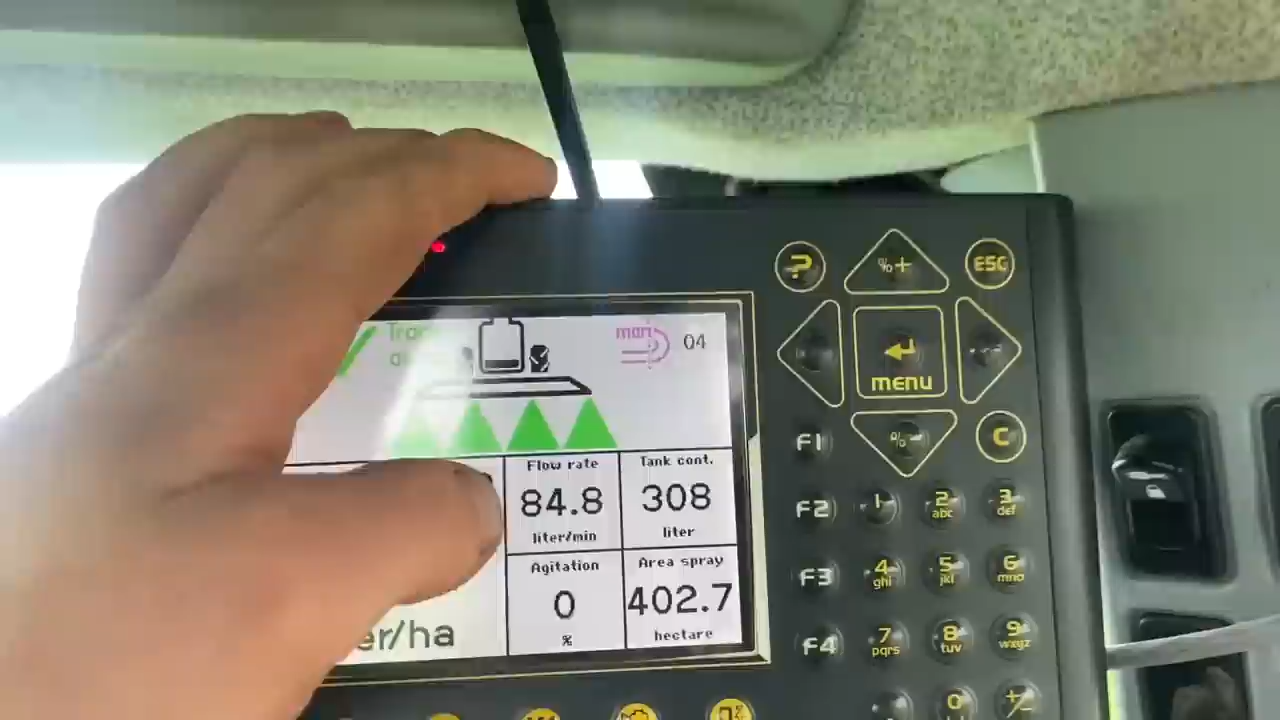 ?
%+
ESC
menu
%-
C
man
04
Flow rate
84.8
liter/min
Tank cont.
308
liter
Agitation
0
%
Area spray
402.7
hectare
er/ha
F1
F2
1
2
abc
3
def
F3
4
ghi
5
jkl
6
mno
F4
7
pqrs
8
tuv
9
wxyz
0
+/-